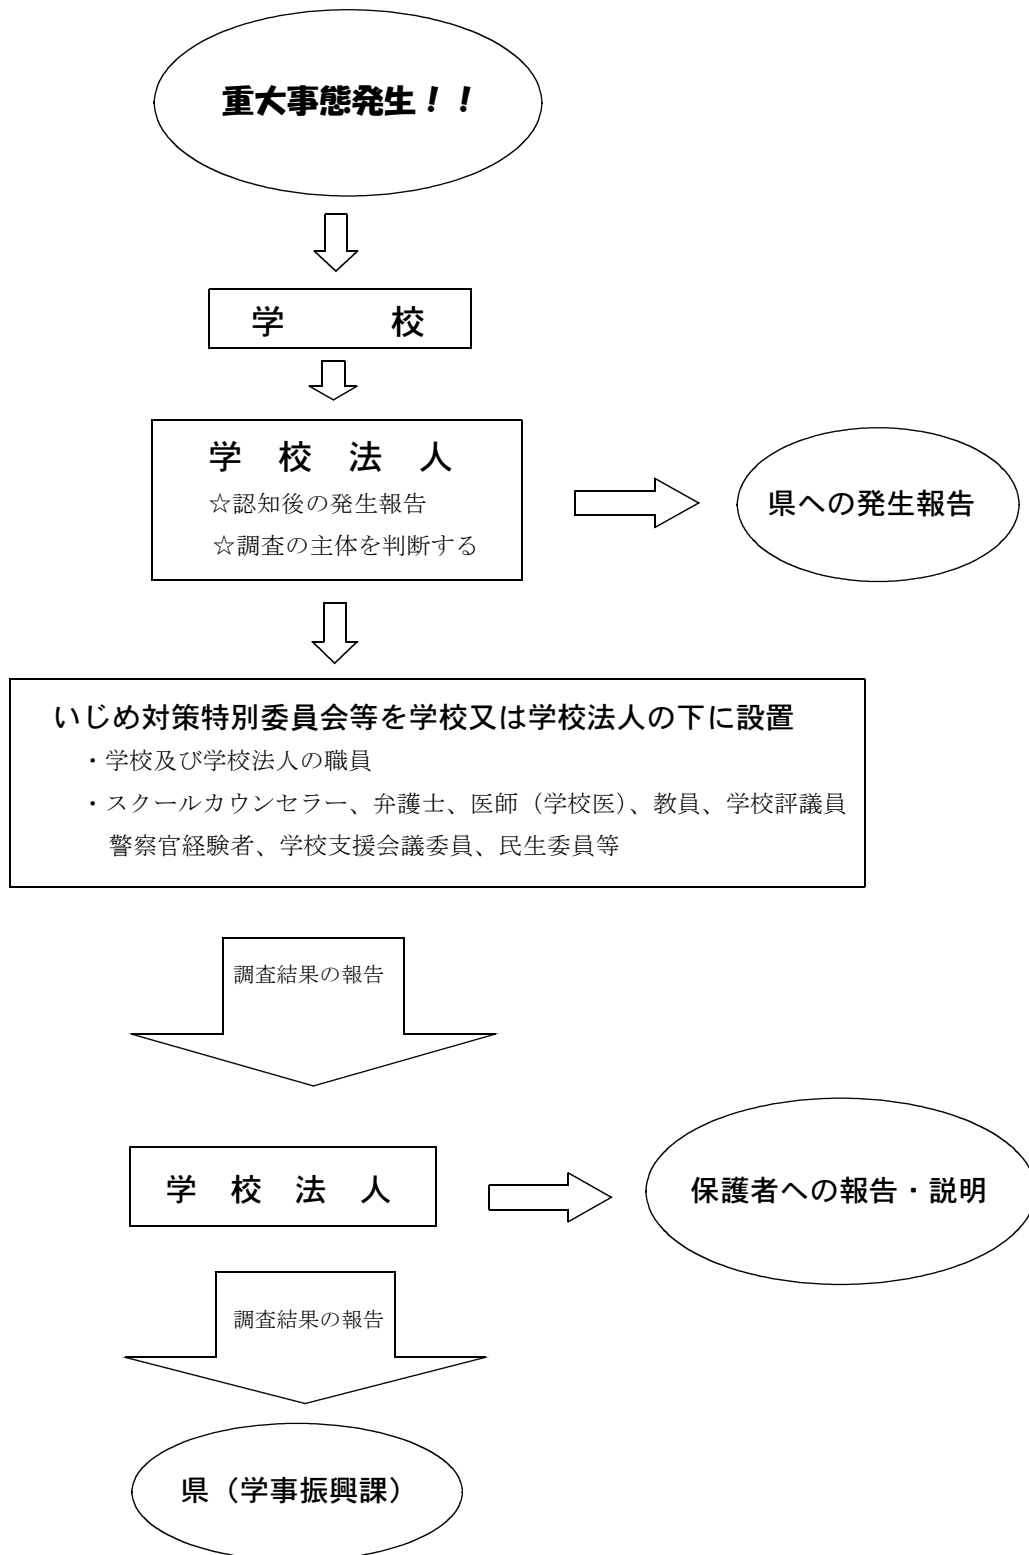 重大事態発生！！
学　　　校
学　校　法　人
☆認知後の発生報告
☆調査の主体を判断する
県への発生報告
いじめ対策特別委員会等を学校又は学校法人の下に設置
・学校及び学校法人の職員
・スクールカウンセラー、弁護士、医師（学校医）、教員、学校評議員
警察官経験者、学校支援会議委員、民生委員等
調査結果の報告
学　校　法　人
保護者への報告・説明
調査結果の報告
県（学事振興課）